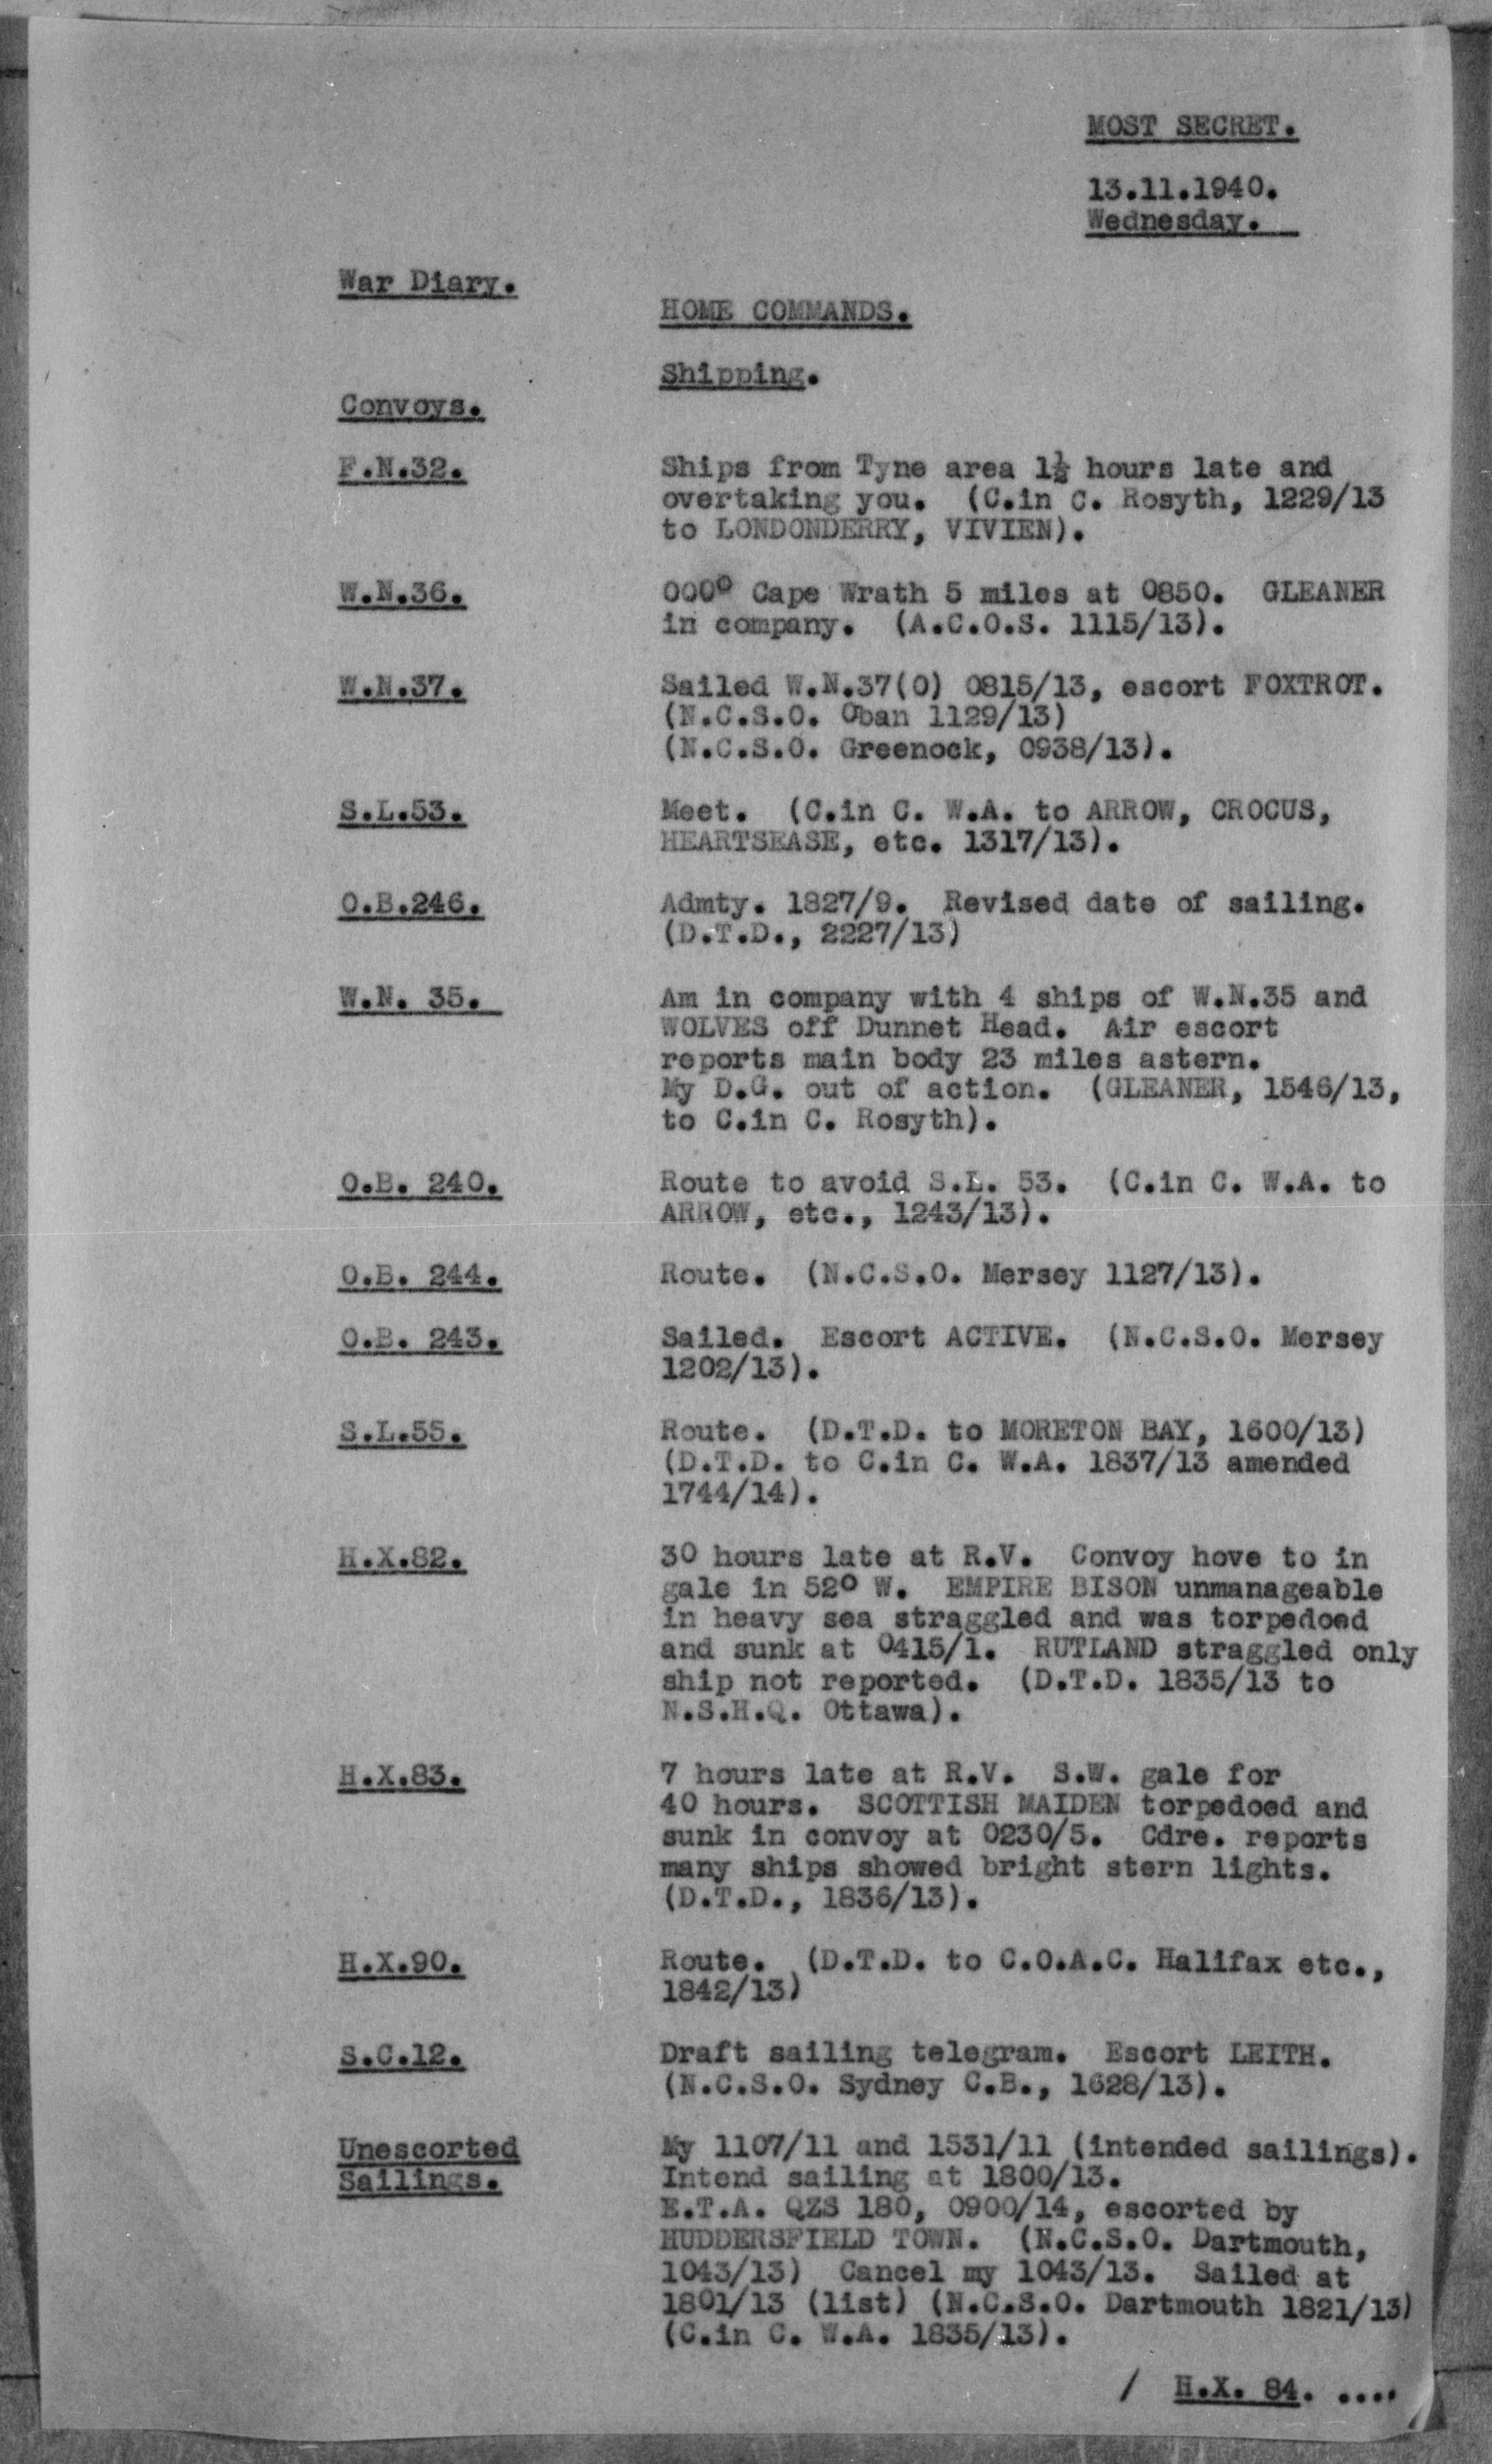 MOST SECRET.
13.11.1940.
Wednesday.
War Diary.
HOME COMMANDS.
Shipping.
Convoys.
F.N.32.
Ships from Tyne area 1½ hours late and
overtaking you. (C.in C. Rosyth, 1229/13
to LONDONDERRY, VIVIEN).
W.N.36.
000° Cape Wrath 5 miles at 0850. GLEANER
in company. (A.C.O.S. 1115/13).
W.N.37.
Sailed W.N.37(O) 0815/13, escort FOXTROT.
(N.C.S.O. Oban 1129/13)
(N.C.S.O. Greenock, 0938/13).
S.L.53.
Meet. (C.in C. W.A. to ARROW, CROCUS,
HEARTSEASE, etc. 1317/13).
O.B.246.
Admty. 1827/9. Revised date of sailing.
(D.T.D., 2227/13)
W.N. 35.
Am in company with 4 ships of W.N.35 and
WOLVES off Dunnet Head. Air escort
reports main body 23 miles astern.
My D.G. out of action. (GLEANER, 1546/13,
to C.in C. Rosyth).
O.B. 240.
Route to avoid S.L. 53. (C.in C. W.A. to
ARROW, etc., 1243/13).
O.B. 244.
Route. (N.C.S.O. Mersey 1127/13).
O.B. 243.
Sailed. Escort ACTIVE. (N.C.S.O. Mersey
1202/13).
S.L.55.
Route. (D.T.D. to MORETON BAY, 1600/13)
(D.T.D. to C.in C. W.A. 1837/13 amended
1744/14).
H.X.82.
30 hours late at R.V. Convoy hove to in
gale in 52° W. EMPIRE BISON unmanageable
in heavy sea straggled and was torpedoed
and sunk at 0415/1. RUTLAND straggled only
ship not reported. (D.T.D. 1835/13 to
N.S.H.Q. Ottawa).
H.X.83.
7 hours late at R.V. S.W. gale for
40 hours. SCOTTISH MAIDEN torpedoed and
sunk in convoy at 0230/5. Cdre. reports
many ships showed bright stern lights.
(D.T.D., 1836/13).
H.X.90.
Route. (D.T.D. to C.O.A.C. Halifax etc.,
1842/13)
S.C.12.
Draft sailing telegram. Escort LEITH.
(N.C.S.O. Sydney C.B., 1628/13).
Unescorted
Sailings.
My 1107/11 and 1531/11 (intended sailings).
Intend sailing at 1800/13.
E.T.A. QZS 180, 0900/14, escorted by
HUDDERSFIELD TOWN. (N.C.S.O. Dartmouth,
1043/13) Cancel my 1043/13. Sailed at
1801/13 (list) (N.C.S.O. Dartmouth 1821/13)
(C.in C. W.A. 1835/13).
/ H.X. 84. ....